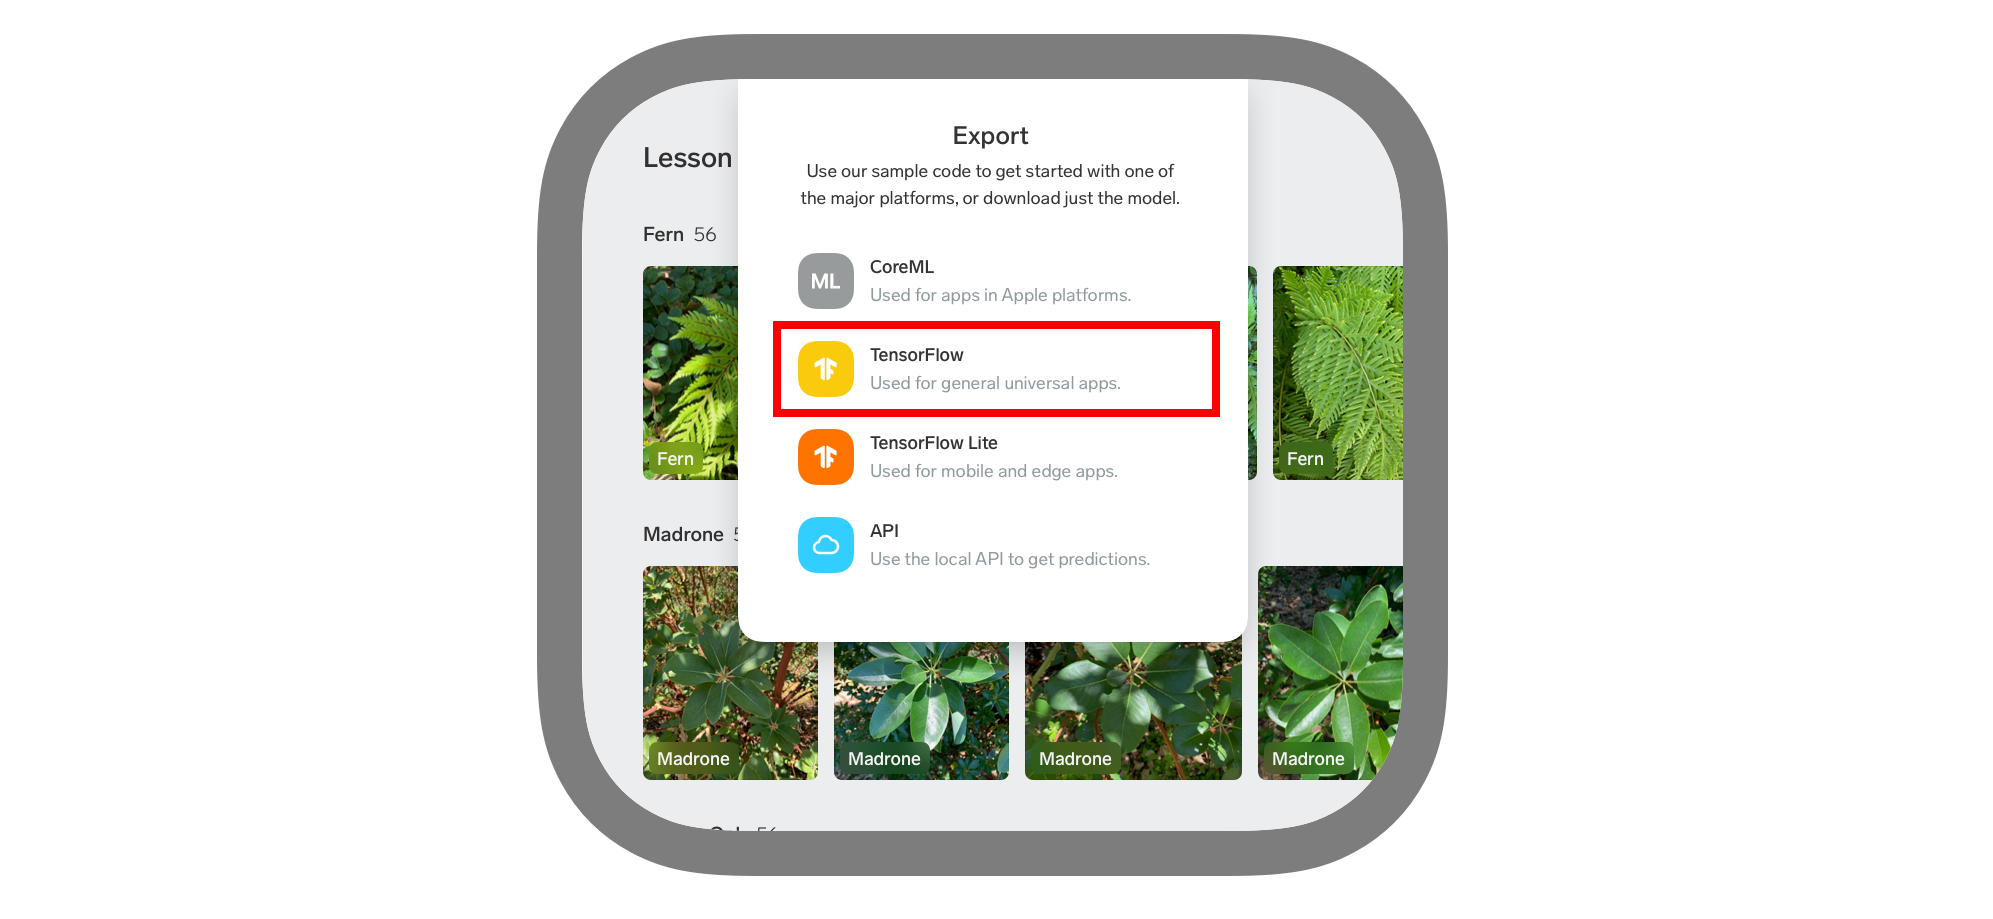 Export
Use our sample code to get started with one of
the major platforms, or download just the model.
ML
CoreML
Used for apps in Apple platforms.
TensorFlow
Used for general universal apps.
TensorFlow Lite
Used for mobile and edge apps.
API
Use the local API to get predictions.
Lesson
Fern 56
Fern
Fern
Madrone
Madrone
Madrone
Madrone
Madrone